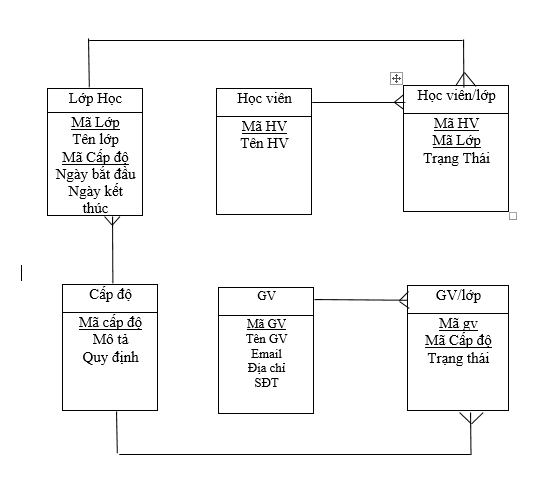 Lớp Học
Mã Lớp
Tên lớp
Mã Cấp độ
Ngày bắt đầu
Ngày kết
thúc
Học viên
Mã HV
Tên HV
Học viên/lớp
Mã HV
Mã Lớp
Trạng Thái
Cấp độ
Mã cấp độ
Mô tả
Quy định
GV
Mã GV
Tên GV
Email
Địa chỉ
SĐT
GV/lớp
Mã gv
Mã Cấp độ
Trạng thái